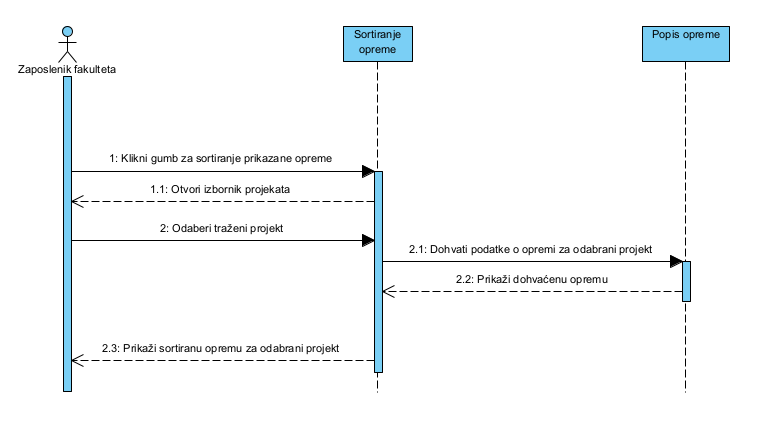 Sortiranje
opreme
Popis opreme
Zaposlenik fakulteta
1: Klikni gumb za sortiranje prikazane opreme
1.1: Otvori izbornik projekata
2: Odaberi traženi projekt
2.1: Dohvati podatke o opremi za odabrani projekt
2.2: Prikaži dohvaćenu opremu
2.3: Prikaži sortiranu opremu za odabrani projekt